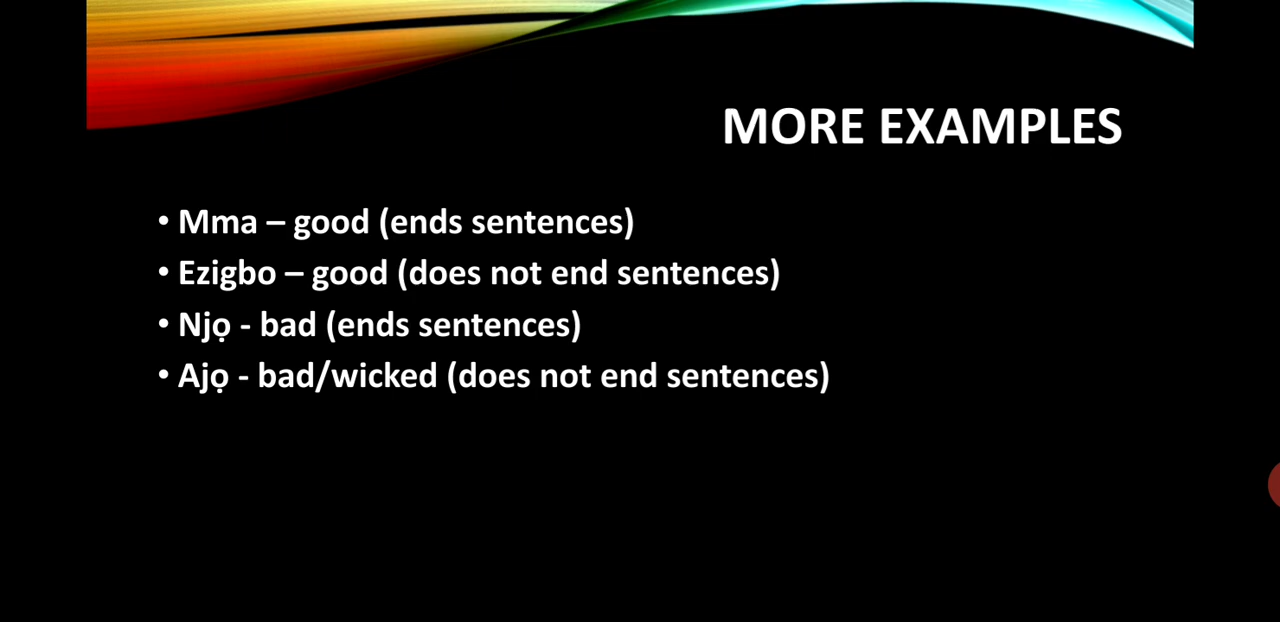 MORE EXAMPLES
• Mma – good (ends sentences)
• Ezigbo – good (does not end sentences)
• Njọ - bad (ends sentences)
• Ajọ - bad/wicked (does not end sentences)